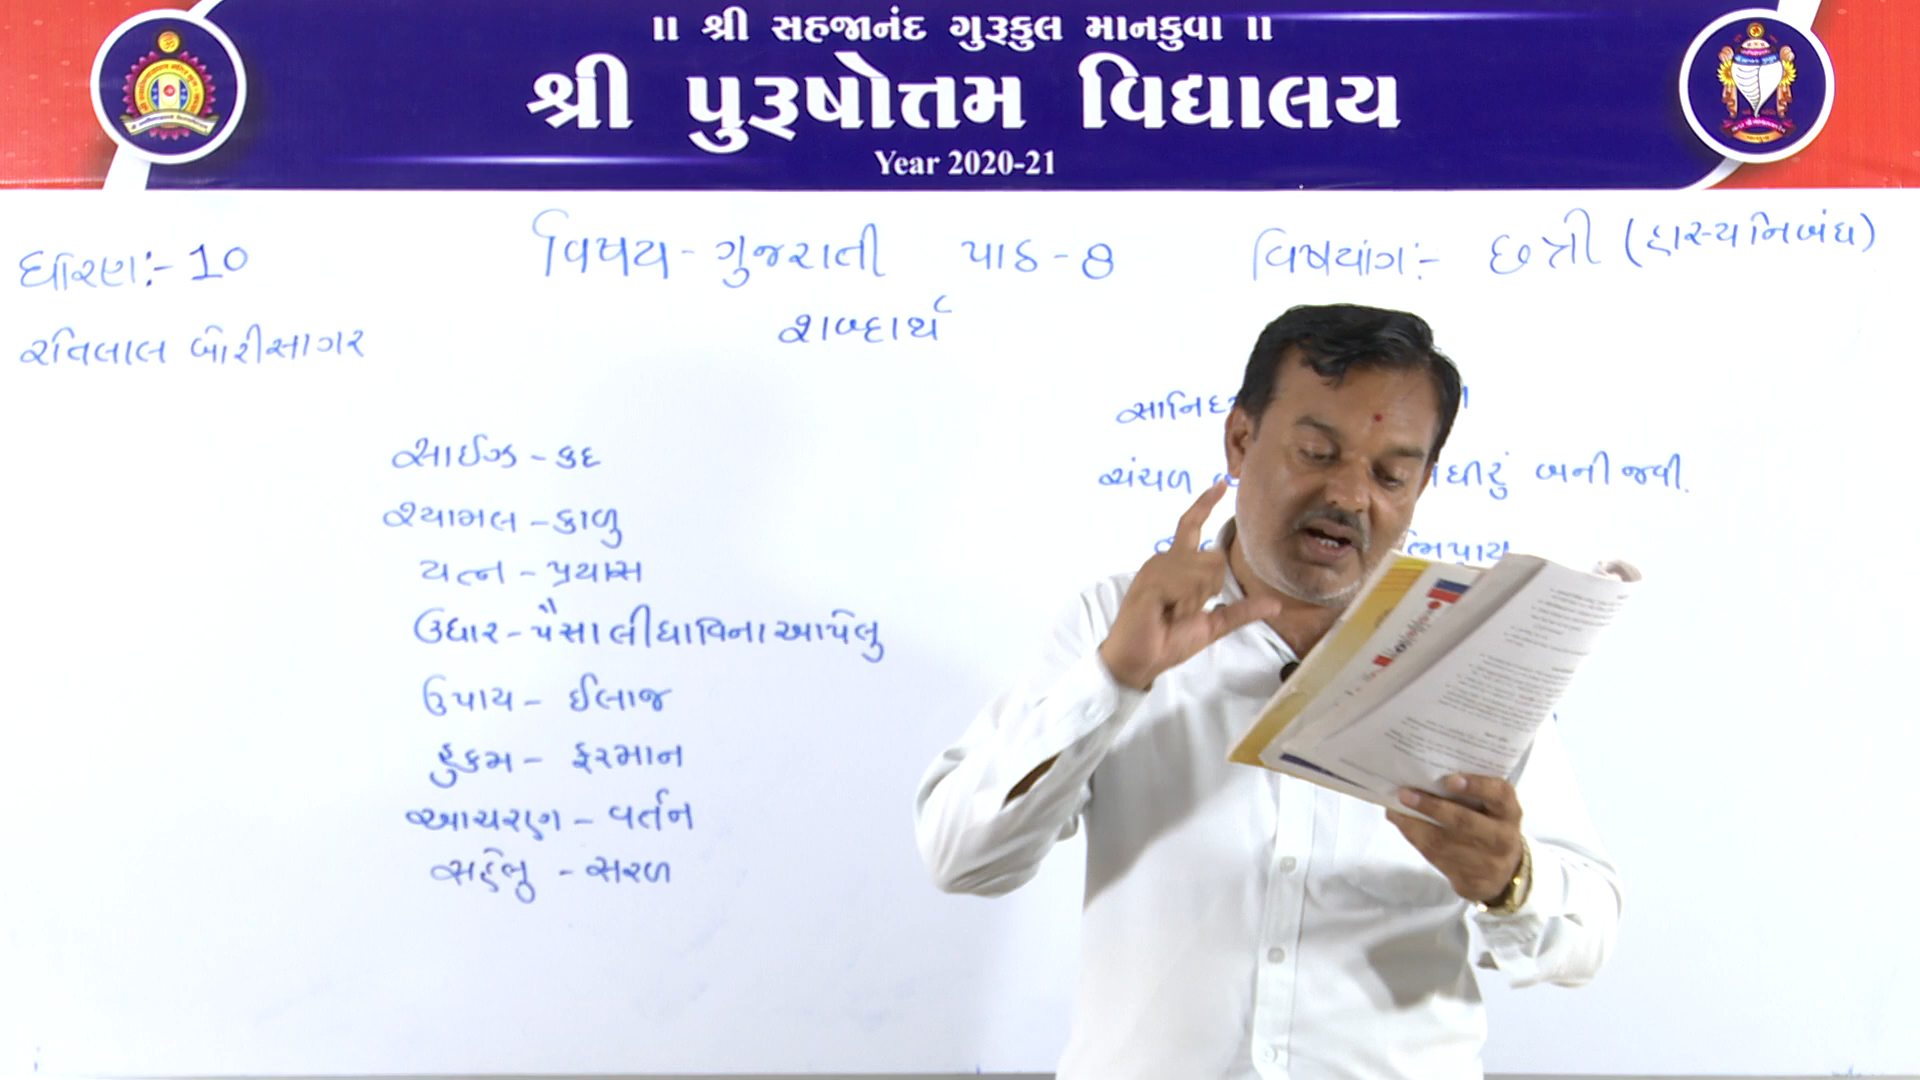 ॥ શ્રી સહજાનંદ ગુરૂકુલ માનકુવા ॥
શ્રી પુરૂષોત્તમ વિદ્યાલય
Year 2020-21
ધોરણ:- 10
વિષય - ગુજરાતી પાઠ - 8
વિષયાંગ:- છત્રી (હાસ્યનિબંધ)
રતિલાલ બોરીસાગર
શબ્દાર્થ
સાઈઝ - કદ
શ્યામલ - કાળુ
યત્ન - પ્રયાસ
ઉધાર - પૈસા લીધા વિના આપેલુ
ઉપાય - ઈલાજ
હુકમ - ફરમાન
આચરણ - વર્તન
સહેલુ - સરળ
ચંચળ
બની જવી.